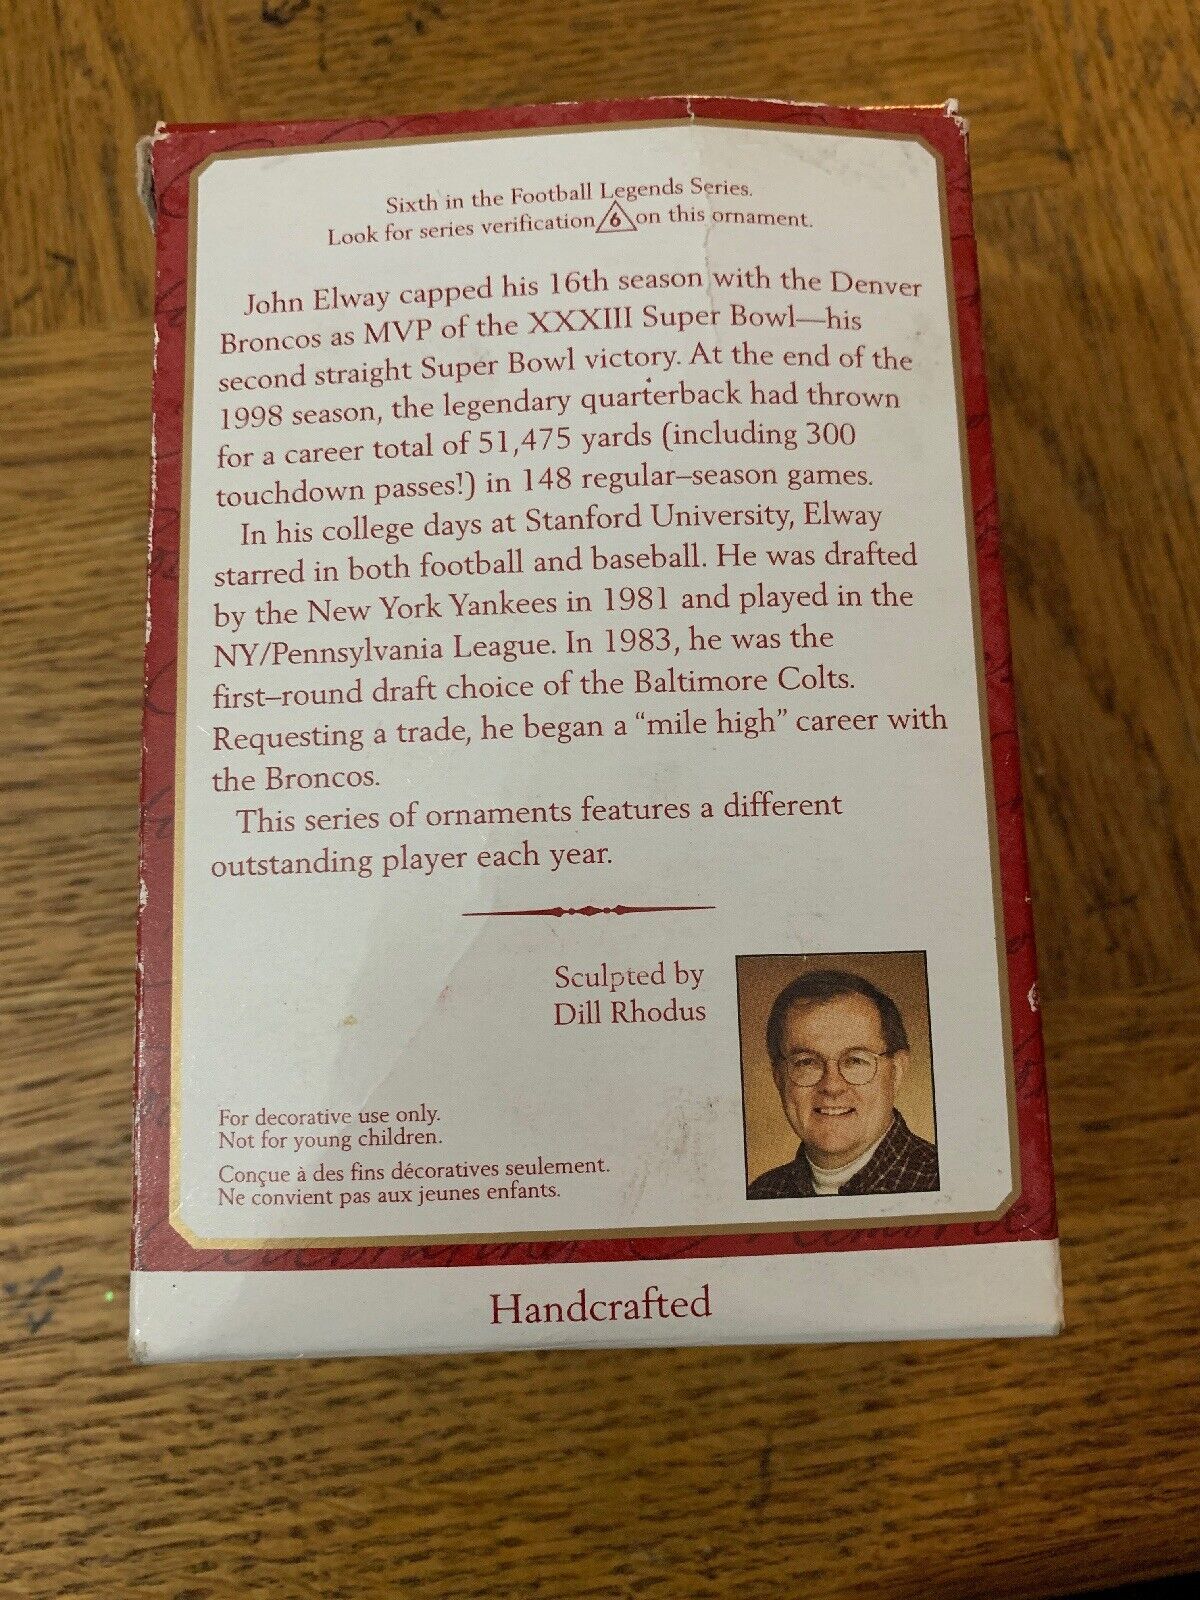 Sixth in the Football Legends Series.
Look for series verification 6 on this ornament.
John Elway capped his 16th season with the Denver
Broncos as MVP of the XXXIII Super Bowl—his
second straight Super Bowl victory. At the end of the
1998 season, the legendary quarterback had thrown
for a career total of 51,475 yards (including 300
touchdown passes!) in 148 regular–season games.
In his college days at Stanford University, Elway
starred in both football and baseball. He was drafted
by the New York Yankees in 1981 and played in the
NY/Pennsylvania League. In 1983, he was the
first–round draft choice of the Baltimore Colts.
Requesting a trade, he began a “mile high” career with
the Broncos.
This series of ornaments features a different
outstanding player each year.
Sculpted by
Dill Rhodus
For decorative use only.
Not for young children.
Conçue à des fins décoratives seulement.
Ne convient pas aux jeunes enfants.
Handcrafted